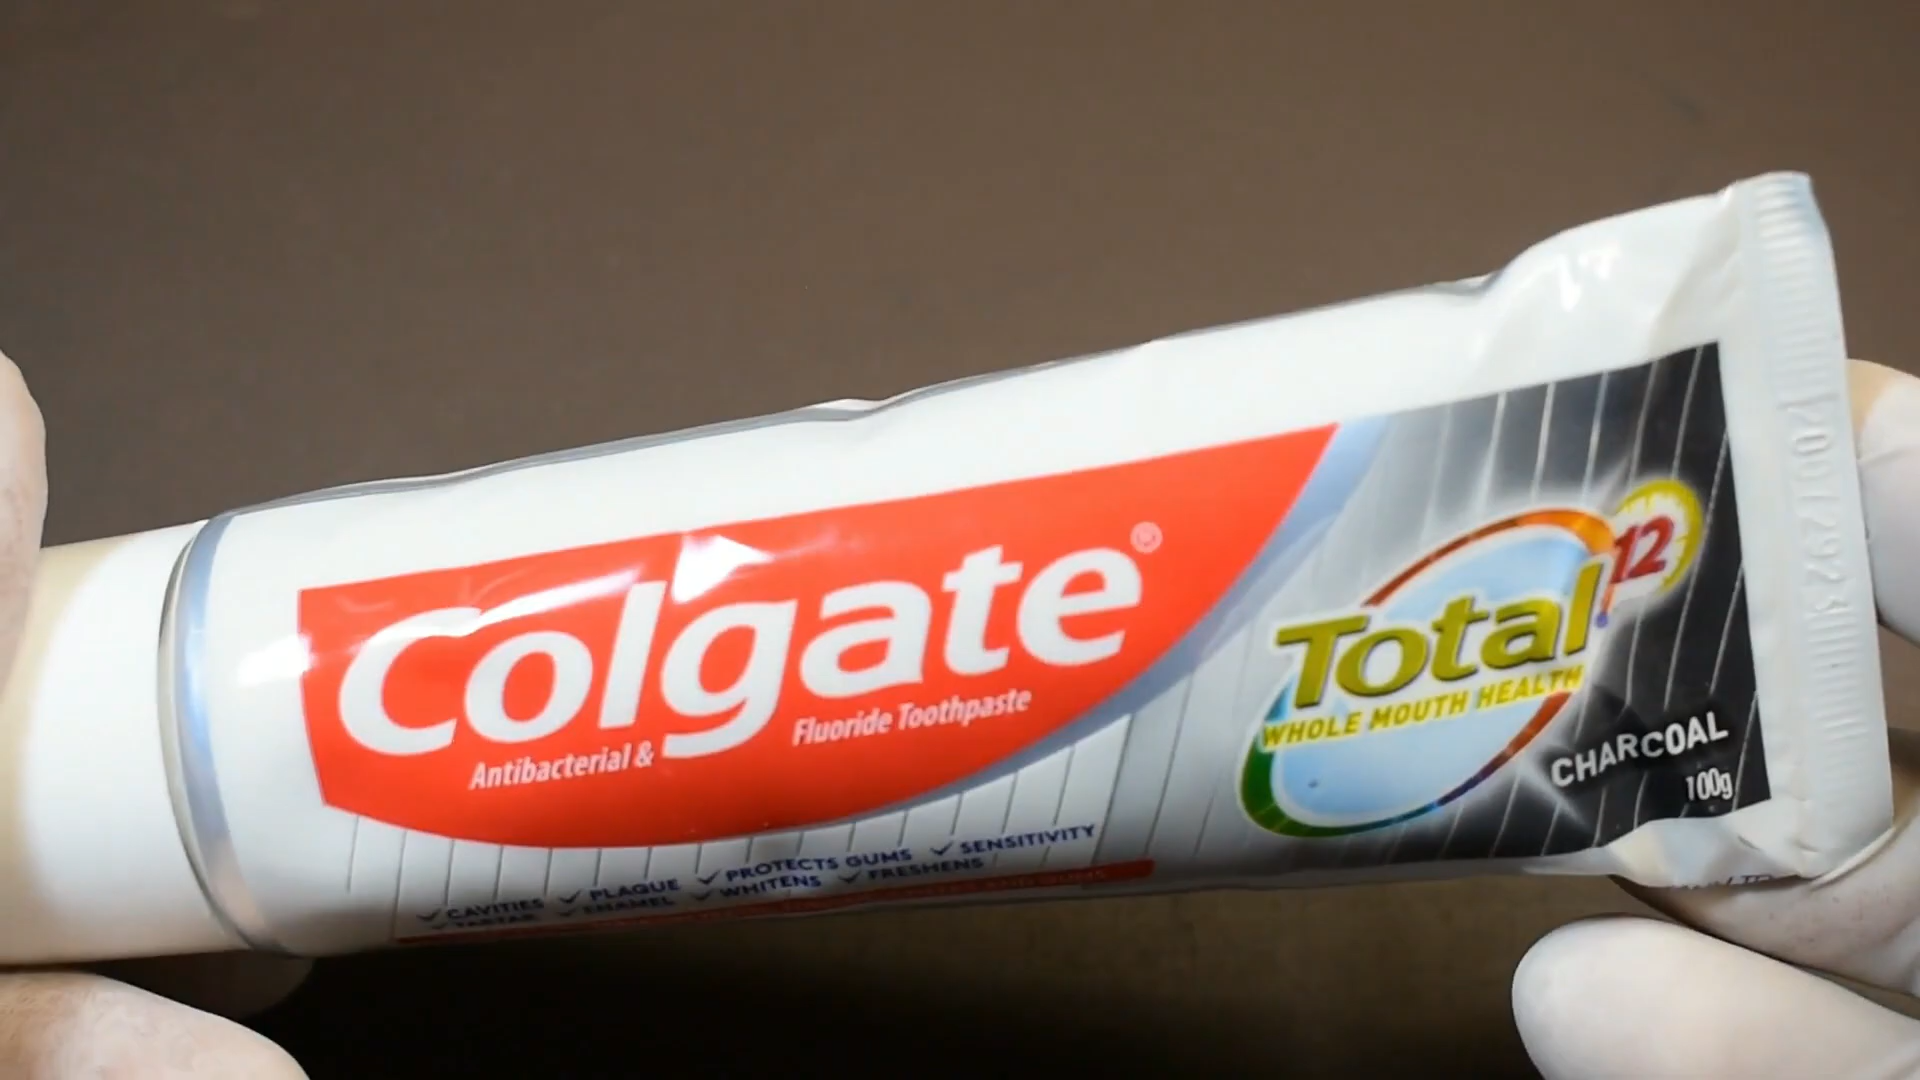 Colgate®
Antibacterial & Fluoride Toothpaste
Total 12
WHOLE MOUTH HEALTH
CHARCOAL
100g
✓ CAVITIES ✓ PLAQUE ✓ PROTECTS GUMS ✓ SENSITIVITY
✓ TARTAR ✓ ENAMEL ✓ WHITENS ✓ FRESHENS